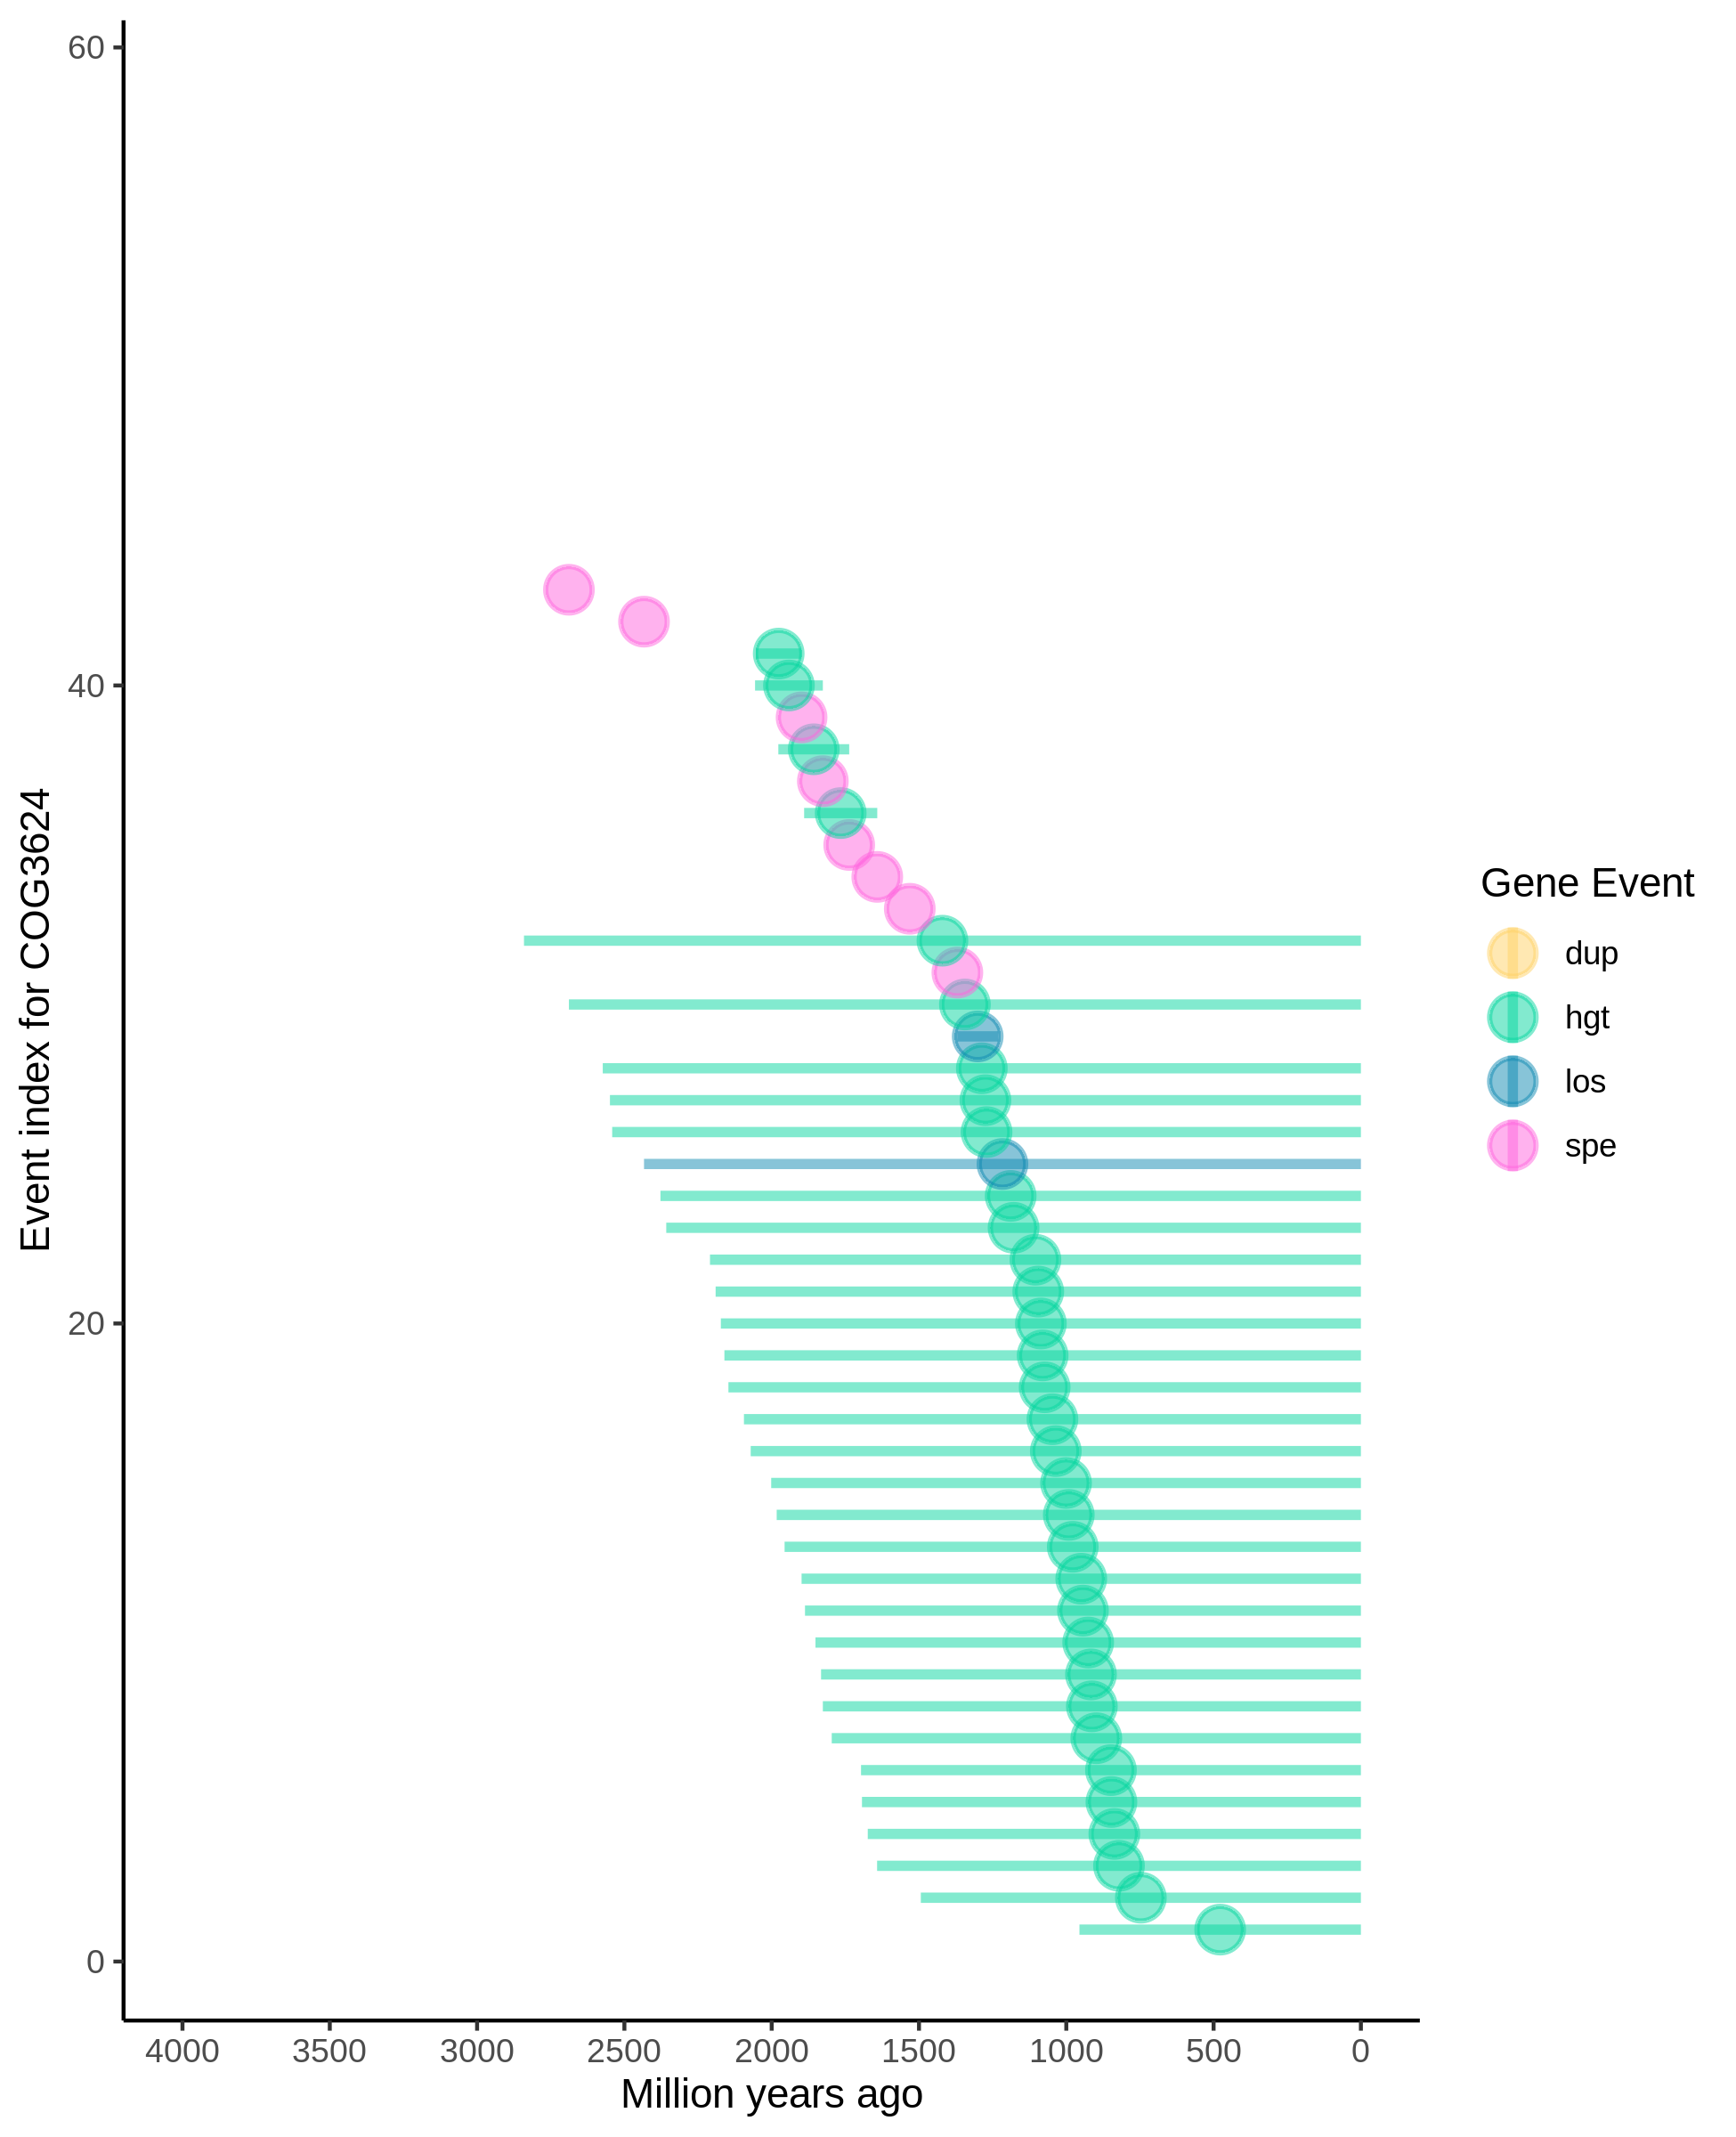 60
40
20
0
Event index for COG3624
4000 3500 3000 2500 2000 1500 1000 500 0
Million years ago
Gene Event
dup
hgt
los
spe